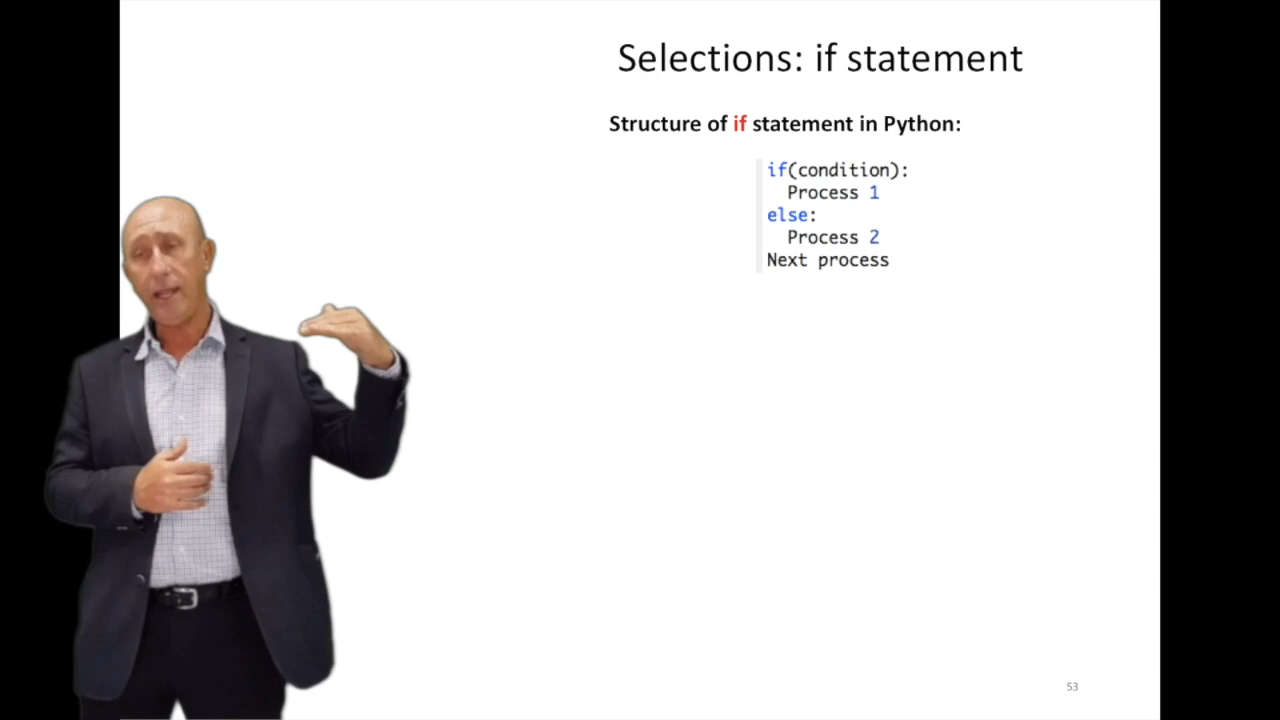 Selections: if statement
Structure of if statement in Python:
if(condition):
  Process 1
else:
  Process 2
Next process
53